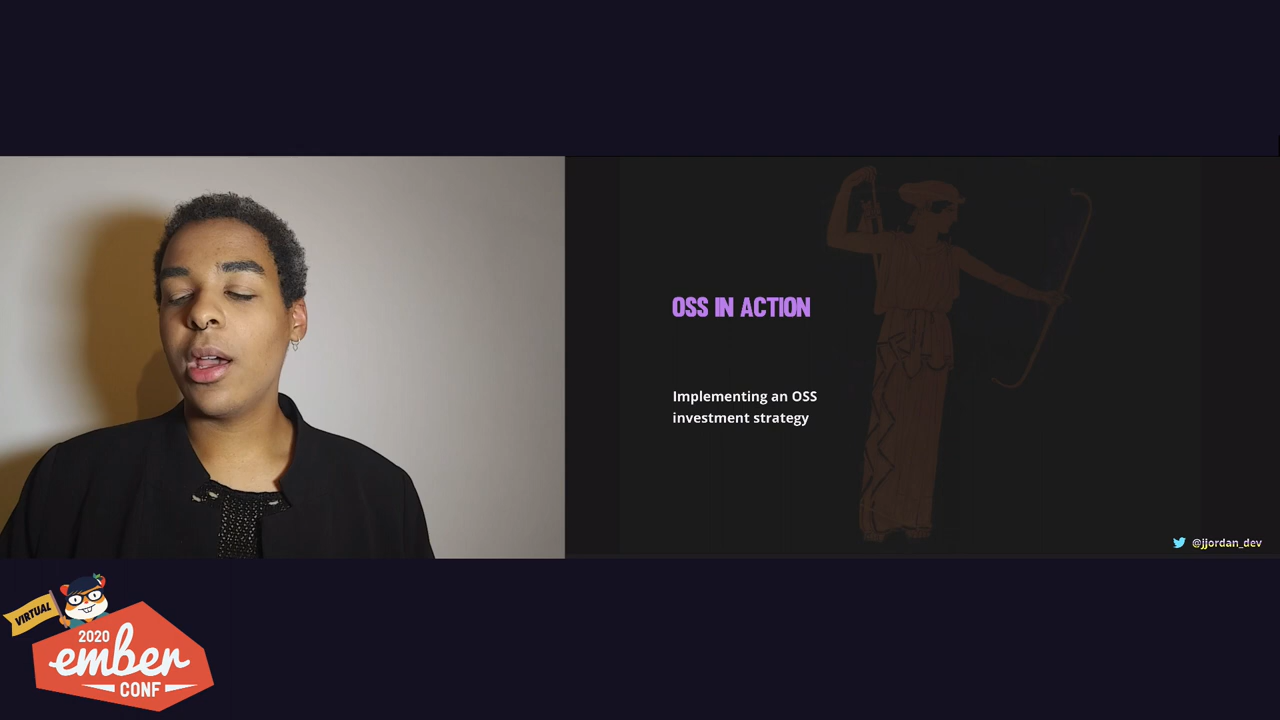 OSS IN ACTION
Implementing an OSS
investment strategy
@jjordan_dev
VIRTUAL
2020
ember
CONF